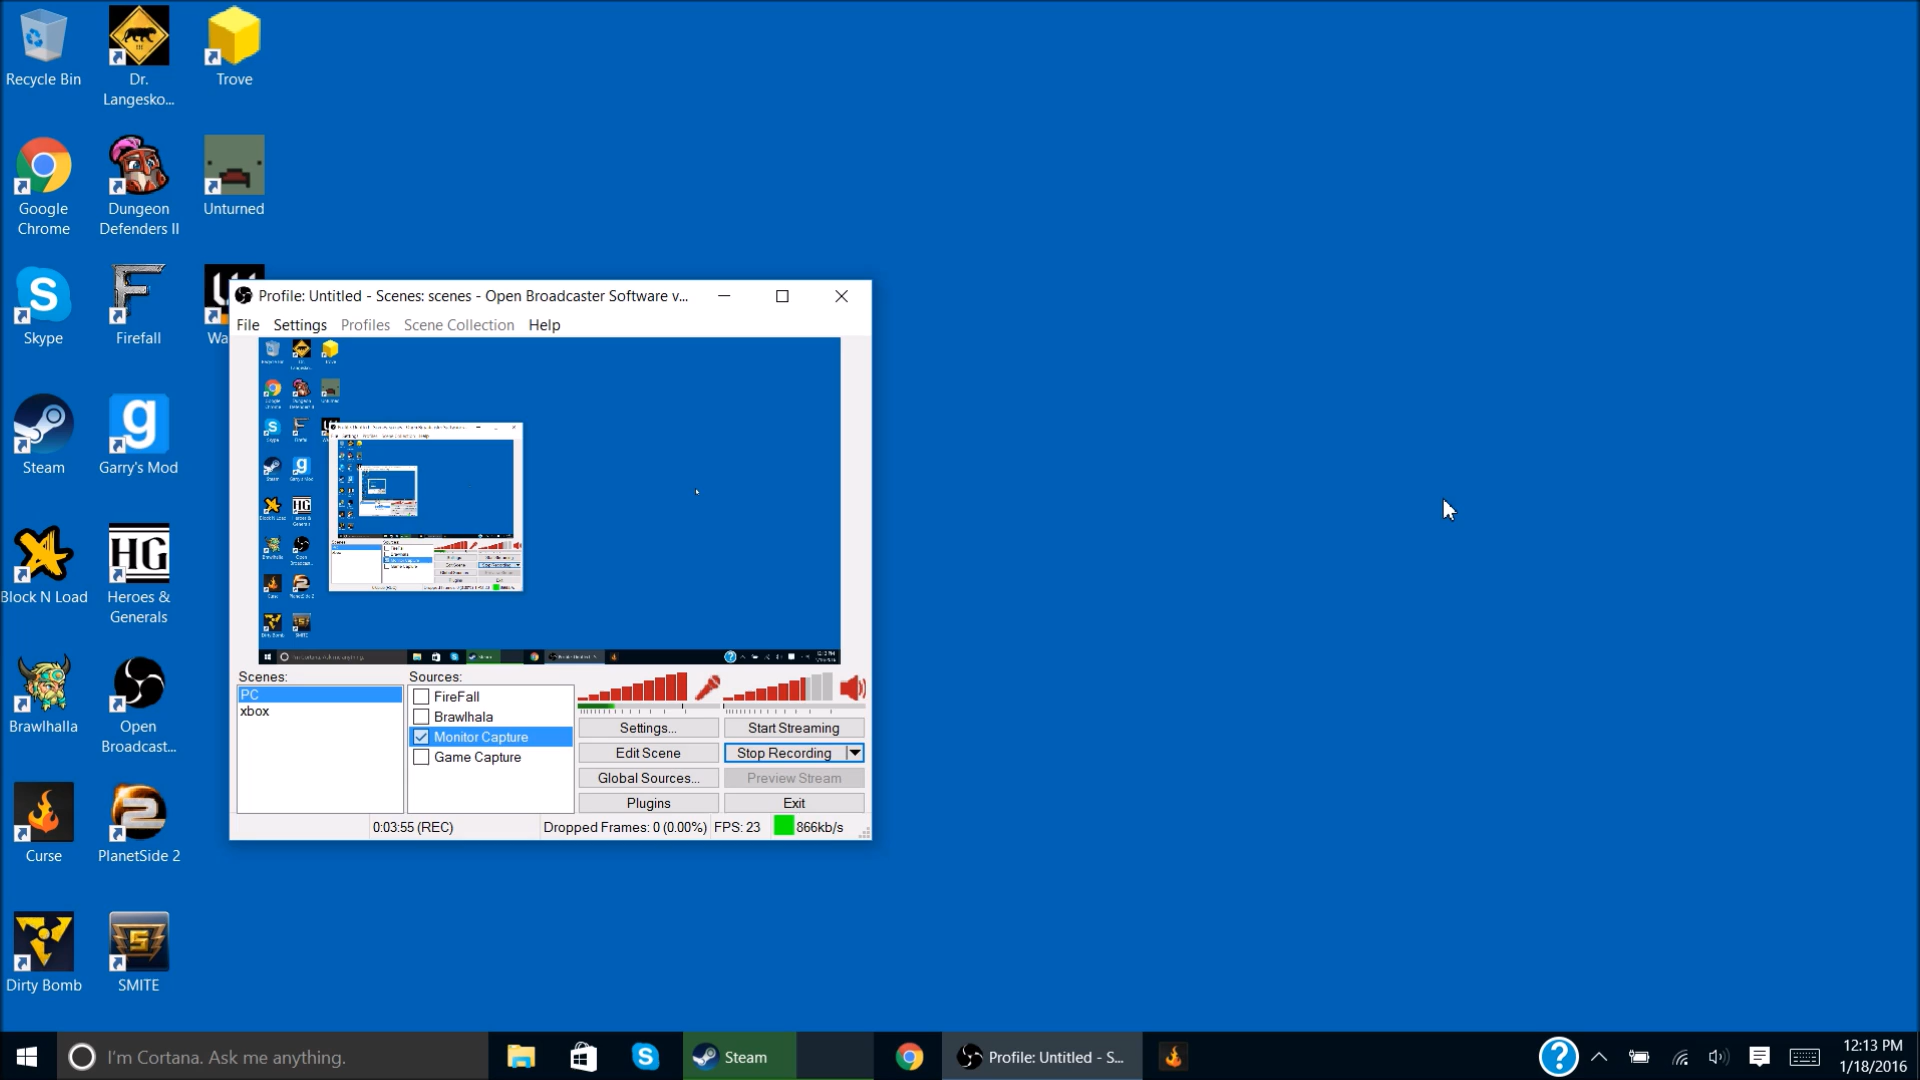 Recycle Bin
Dr.
Langesko...
Trove
Google
Chrome
Dungeon
Defenders II
Unturned
Skype
Firefall
Wa
Steam
g
Garry's Mod
Block N Load
HG
Heroes &
Generals
Brawlhalla
Open
Broadcast...
Curse
2
PlanetSide 2
Dirty Bomb
S
SMITE
Profile: Untitled - Scenes: scenes - Open Broadcaster Software v...
File Settings Profiles Scene Collection Help
Scenes:
PC
xbox
Sources:
FireFall
Brawlhala
Monitor Capture
Game Capture
Settings...
Start Streaming
Edit Scene
Stop Recording
Global Sources...
Preview Stream
Plugins
Exit
0:03:55 (REC)
Dropped Frames: 0 (0.00%)
FPS: 23
866kb/s
I'm Cortana. Ask me anything.
Steam
Profile: Untitled - S...
12:13 PM
1/18/2016